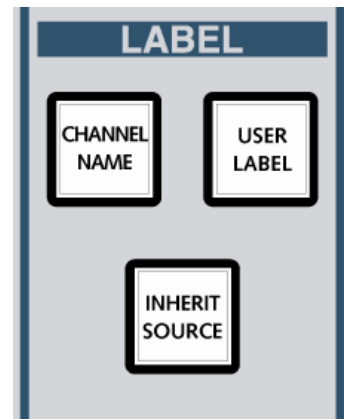 LABEL
CHANNEL
NAME
USER
LABEL
INHERIT
SOURCE